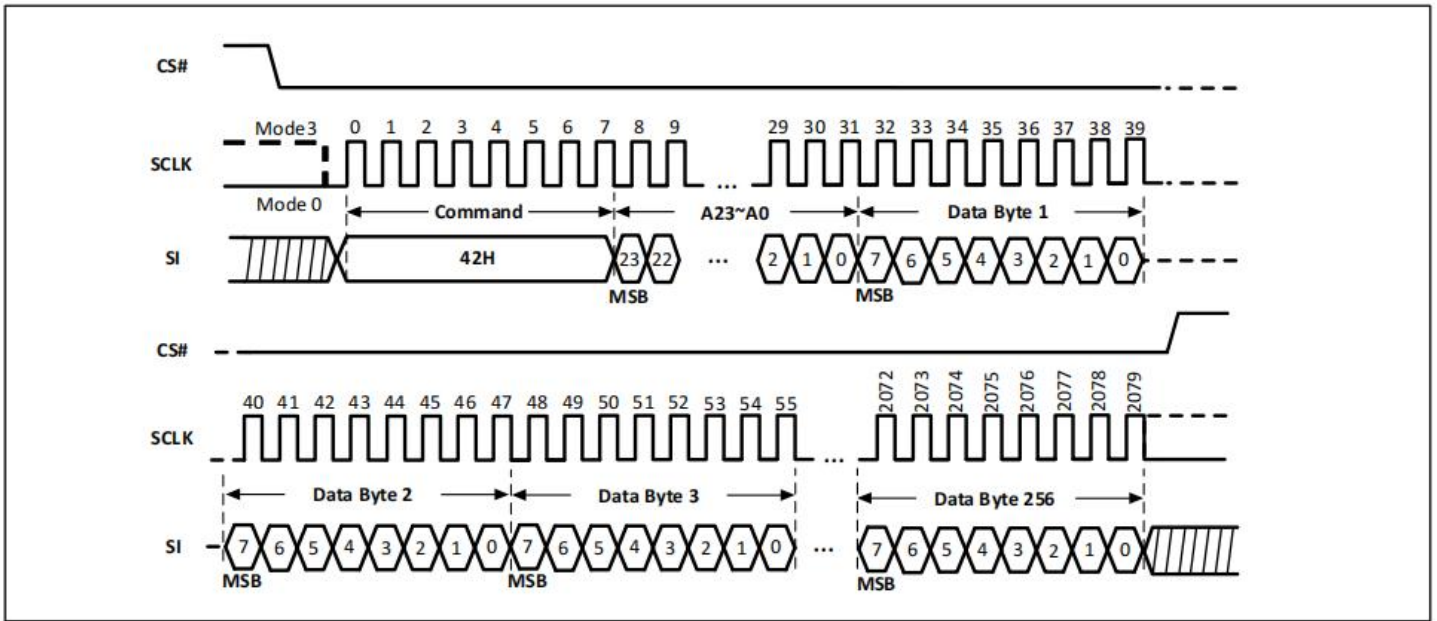 CS#
Mode3 0 1 2 3 4 5 6 7 8 9 29 30 31 32 33 34 35 36 37 38 39
SCLK ...
Mode 0 Command A23~A0 Data Byte 1
SI 42H 23 22 ... 2 1 0 7 6 5 4 3 2 1 0
MSB MSB
CS#
40 41 42 43 44 45 46 47 48 49 50 51 52 53 54 55 2072 2073 2074 2075 2076 2077 2078 2079
SCLK ...
Data Byte 2 Data Byte 3 Data Byte 256
SI 7 6 5 4 3 2 1 0 7 6 5 4 3 2 1 0 ... 7 6 5 4 3 2 1 0
MSB MSB MSB